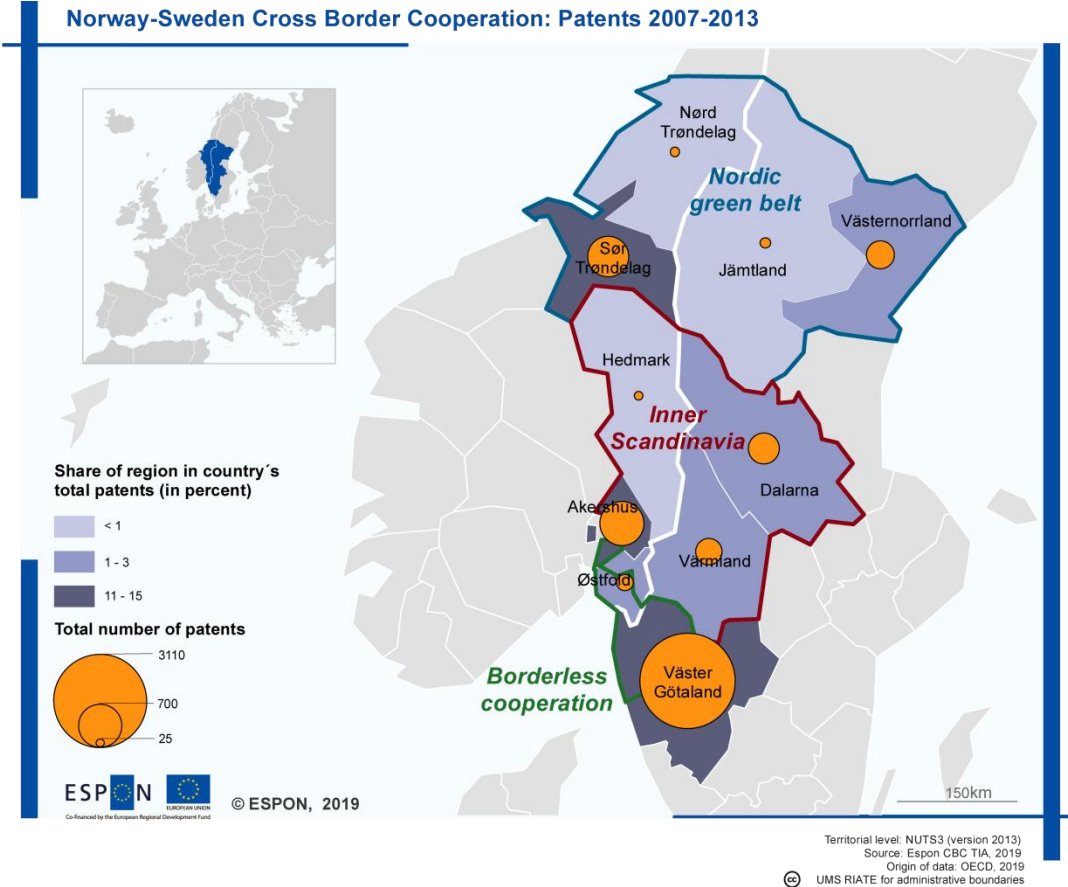 Norway-Sweden Cross Border Cooperation: Patents 2007-2013
Nørd
Trøndelag
Nordic
green belt
Västernorrland
Sør
Trøndelag
Jämtland
Hedmark
Inner
Scandinavia
Dalarna
Akershus
Värmland
Østfold
Borderless
cooperation
Väster
Götaland
Share of region in country´s
total patents (in percent)
< 1
1 - 3
11 - 15
Total number of patents
3110
700
25
ESPON
EUROPEAN UNION
Co-financed by the European Regional Development Fund
© ESPON, 2019
150km
Territorial level: NUTS3 (version 2013)
Source: Espon CBC TIA, 2019
Origin of data: OECD, 2019
cc UMS RIATE for administrative boundaries